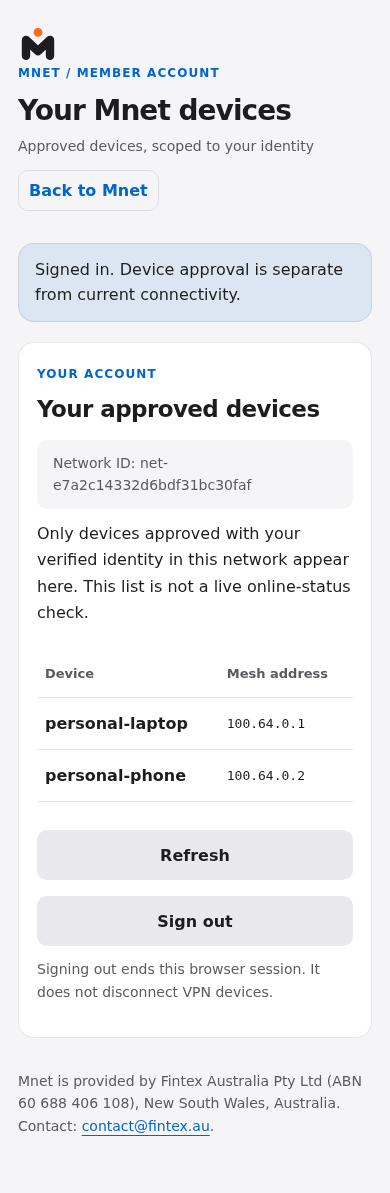 MNET / MEMBER ACCOUNT
Your Mnet devices
Approved devices, scoped to your identity
Back to Mnet
Signed in. Device approval is separate
from current connectivity.
YOUR ACCOUNT
Your approved devices
Network ID: net-
e7a2c14332d6bdf31bc30faf
Only devices approved with your
verified identity in this network appear
here. This list is not a live online-status
check.
Device Mesh address
personal-laptop 100.64.0.1
personal-phone 100.64.0.2
Refresh
Sign out
Signing out ends this browser session. It
does not disconnect VPN devices.
Mnet is provided by Fintex Australia Pty Ltd (ABN
60 688 406 108), New South Wales, Australia.
Contact: contact@fintex.au.